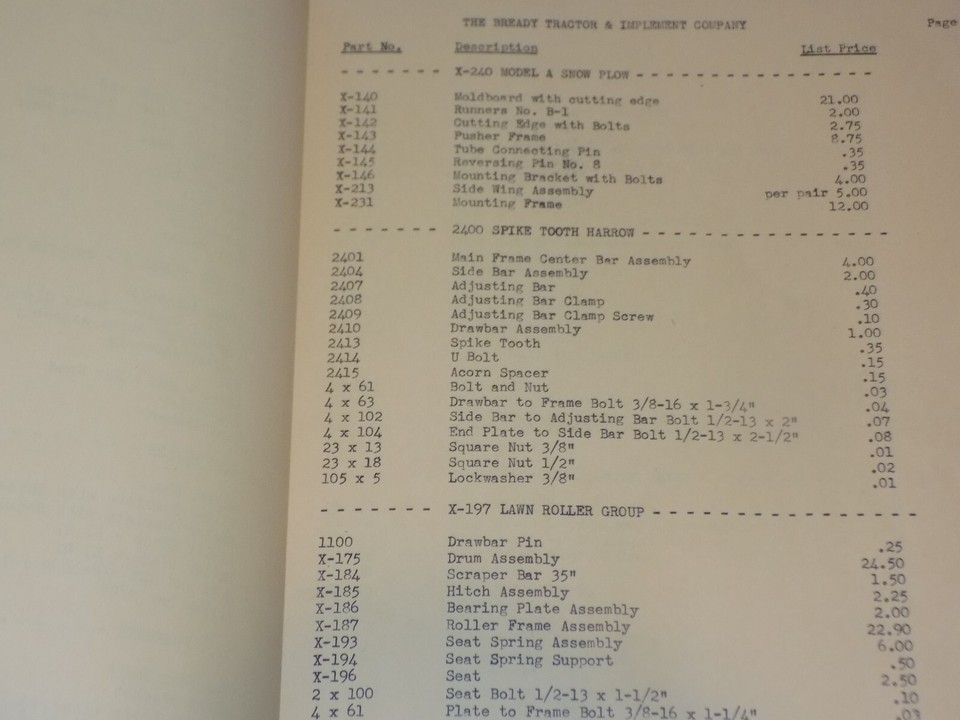 THE BREADY TRACTOR & IMPLEMENT COMPANY Page
Part No. Description List Price
- - - - - - - X-240 MODEL A SNOW PLOW - - - - - - - - - - - - - - -
X-140 Moldboard with cutting edge 21.00
X-141 Runners No. B-1 2.00
X-142 Cutting Edge with Bolts 2.75
X-143 Pusher Frame 8.75
X-144 Tube Connecting Pin .35
X-145 Reversing Pin No. 8 .35
X-146 Mounting Bracket with Bolts 4.00
X-213 Side Wing Assembly per pair 5.00
X-231 Mounting Frame 12.00
- - - - - - - 2400 SPIKE TOOTH HARROW - - - - - - - - - - - - - - -
2401 Main Frame Center Bar Assembly 4.00
2404 Side Bar Assembly 2.00
2407 Adjusting Bar .40
2408 Adjusting Bar Clamp .30
2409 Adjusting Bar Clamp Screw .10
2410 Drawbar Assembly 1.00
2413 Spike Tooth .35
2414 U Bolt .15
2415 Acorn Spacer .15
4 x 61 Bolt and Nut .03
4 x 63 Drawbar to Frame Bolt 3/8-16 x 1-3/4" .04
4 x 102 Side Bar to Adjusting Bar Bolt 1/2-13 x 2" .07
4 x 104 End Plate to Side Bar Bolt 1/2-13 x 2-1/2" .08
23 x 13 Square Nut 3/8" .01
23 x 18 Square Nut 1/2" .02
105 x 5 Lockwasher 3/8" .01
- - - - - - - X-197 LAWN ROLLER GROUP - - - - - - - - - - - - - - -
1100 Drawbar Pin .25
X-175 Drum Assembly 24.50
X-184 Scraper Bar 35" 1.50
X-185 Hitch Assembly 2.25
X-186 Bearing Plate Assembly 2.00
X-187 Roller Frame Assembly 22.90
X-193 Seat Spring Assembly 6.00
X-194 Seat Spring Support .50
X-196 Seat 2.50
2 x 100 Seat Bolt 1/2-13 x 1-1/2" .10
4 x 61 Plate to Frame Bolt 3/8-16 x 1-1/4" .03